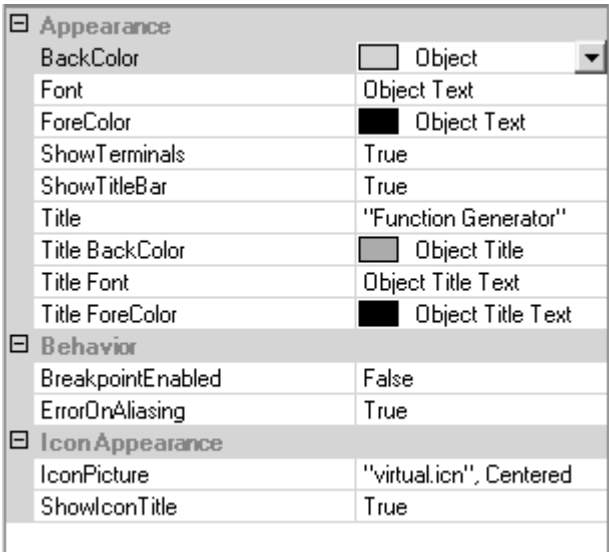 Appearance
BackColor Object
Font Object Text
ForeColor Object Text
ShowTerminals True
ShowTitleBar True
Title "Function Generator"
Title BackColor Object Title
Title Font Object Title Text
Title ForeColor Object Title Text
Behavior
BreakpointEnabled False
ErrorOnAliasing True
Icon Appearance
IconPicture "virtual.icn", Centered
ShowIconTitle True